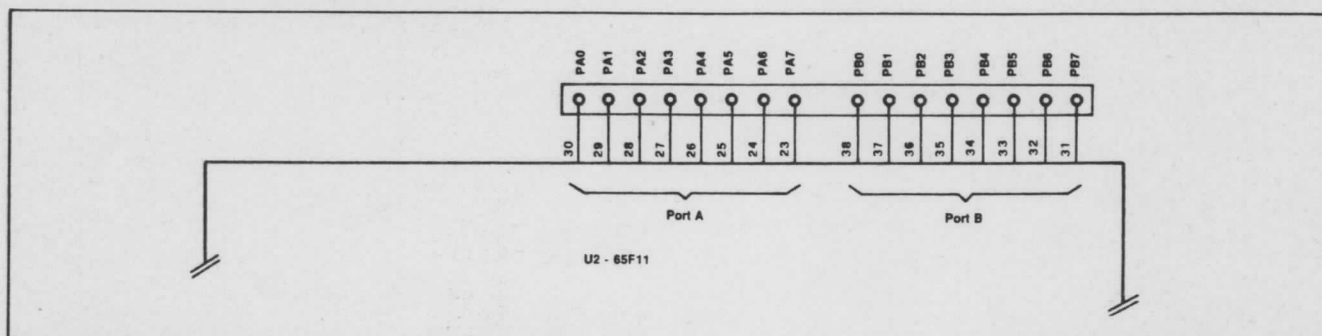 PA0 PA1 PA2 PA3 PA4 PA5 PA6 PA7 PB0 PB1 PB2 PB3 PB4 PB5 PB6 PB7
30 29 28 27 26 25 24 23 38 37 36 35 34 33 32 31
Port A Port B
U2 - 65F11